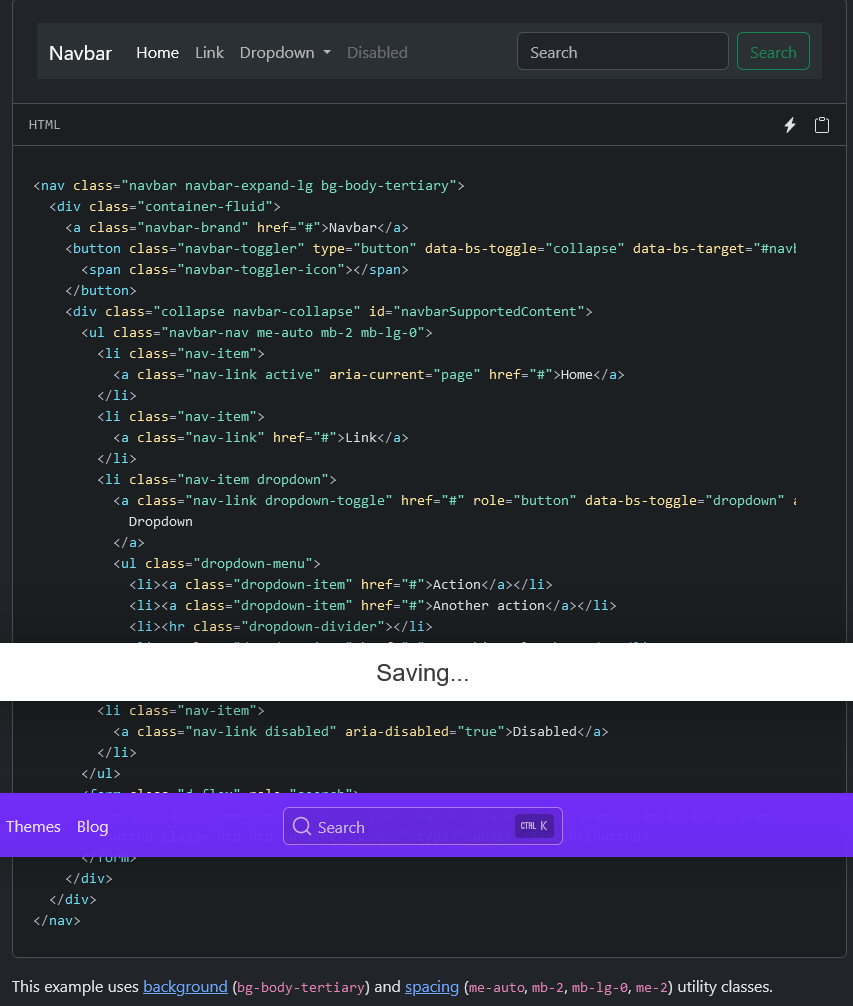 Navbar Home Link Dropdown Disabled Search Search
HTML
<nav class="navbar navbar-expand-lg bg-body-tertiary">
<div class="container-fluid">
<a class="navbar-brand" href="#">Navbar</a>
<button class="navbar-toggler" type="button" data-bs-toggle="collapse" data-bs-target="#navb
<span class="navbar-toggler-icon"></span>
</button>
<div class="collapse navbar-collapse" id="navbarSupportedContent">
<ul class="navbar-nav me-auto mb-2 mb-lg-0">
<li class="nav-item">
<a class="nav-link active" aria-current="page" href="#">Home</a>
</li>
<li class="nav-item">
<a class="nav-link" href="#">Link</a>
</li>
<li class="nav-item dropdown">
<a class="nav-link dropdown-toggle" href="#" role="button" data-bs-toggle="dropdown" a
Dropdown
</a>
<ul class="dropdown-menu">
<li><a class="dropdown-item" href="#">Action</a></li>
<li><a class="dropdown-item" href="#">Another action</a></li>
<li><hr class="dropdown-divider"></li>
Saving...
<li class="nav-item">
<a class="nav-link disabled" aria-disabled="true">Disabled</a>
</li>
</ul>
<form class="d-flex" role="search">
Themes Blog Search CTRL K
</form>
</div>
</div>
</nav>
This example uses background (bg-body-tertiary) and spacing (me-auto, mb-2, mb-lg-0, me-2) utility classes.